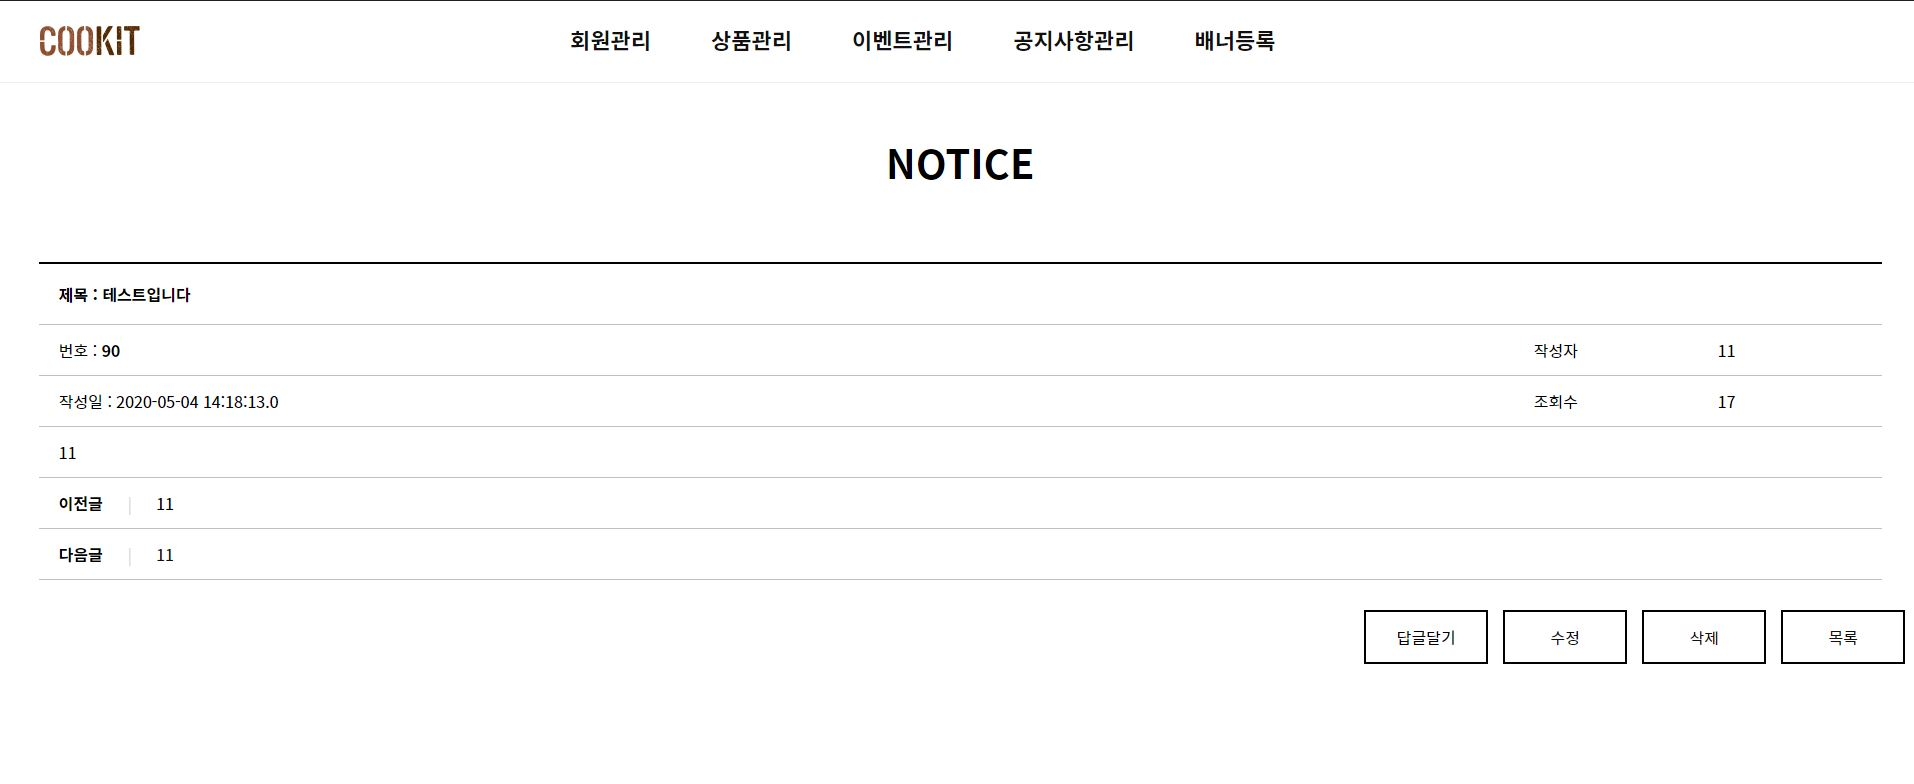 COOKIT 회원관리 상품관리 이벤트관리 공지사항관리 배너등록
NOTICE
제목 : 테스트입니다
번호 : 90 작성자 11
작성일 : 2020-05-04 14:18:13.0 조회수 17
11
이전글 | 11
다음글 | 11
답글달기 수정 삭제 목록